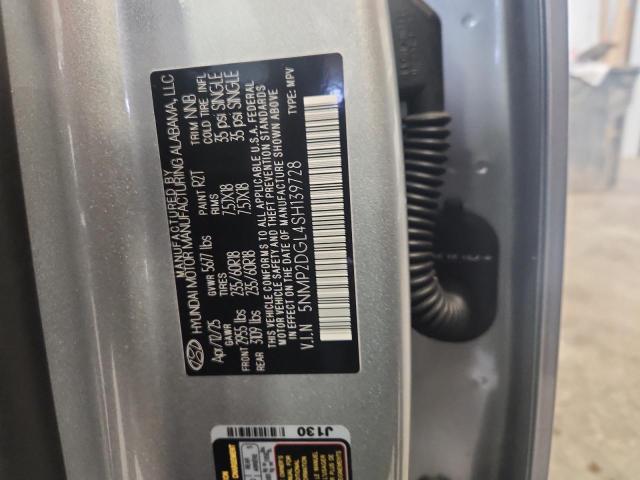 MANUFACTURED BY
HYUNDAI MOTOR MANUFACTURING ALABAMA, LLC
Apr/12/25 GVWR 5677 lbs PAINT R2T TRIM NNB
GAWR TIRES RIMS COLD TIRE INFL
FRONT 2955 lbs 235/60R18 7.5JX18 35 psi SINGLE
REAR 3109 lbs 235/60R18 7.5JX18 35 psi SINGLE
THIS VEHICLE CONFORMS TO ALL APPLICABLE U.S.A. FEDERAL
MOTOR VEHICLE SAFETY AND THEFT PREVENTION STANDARDS
IN EFFECT ON THE DATE OF MANUFACTURE SHOWN ABOVE.
V.I.N 5NMP2DGL4SH139728 TYPE: MPV
J130